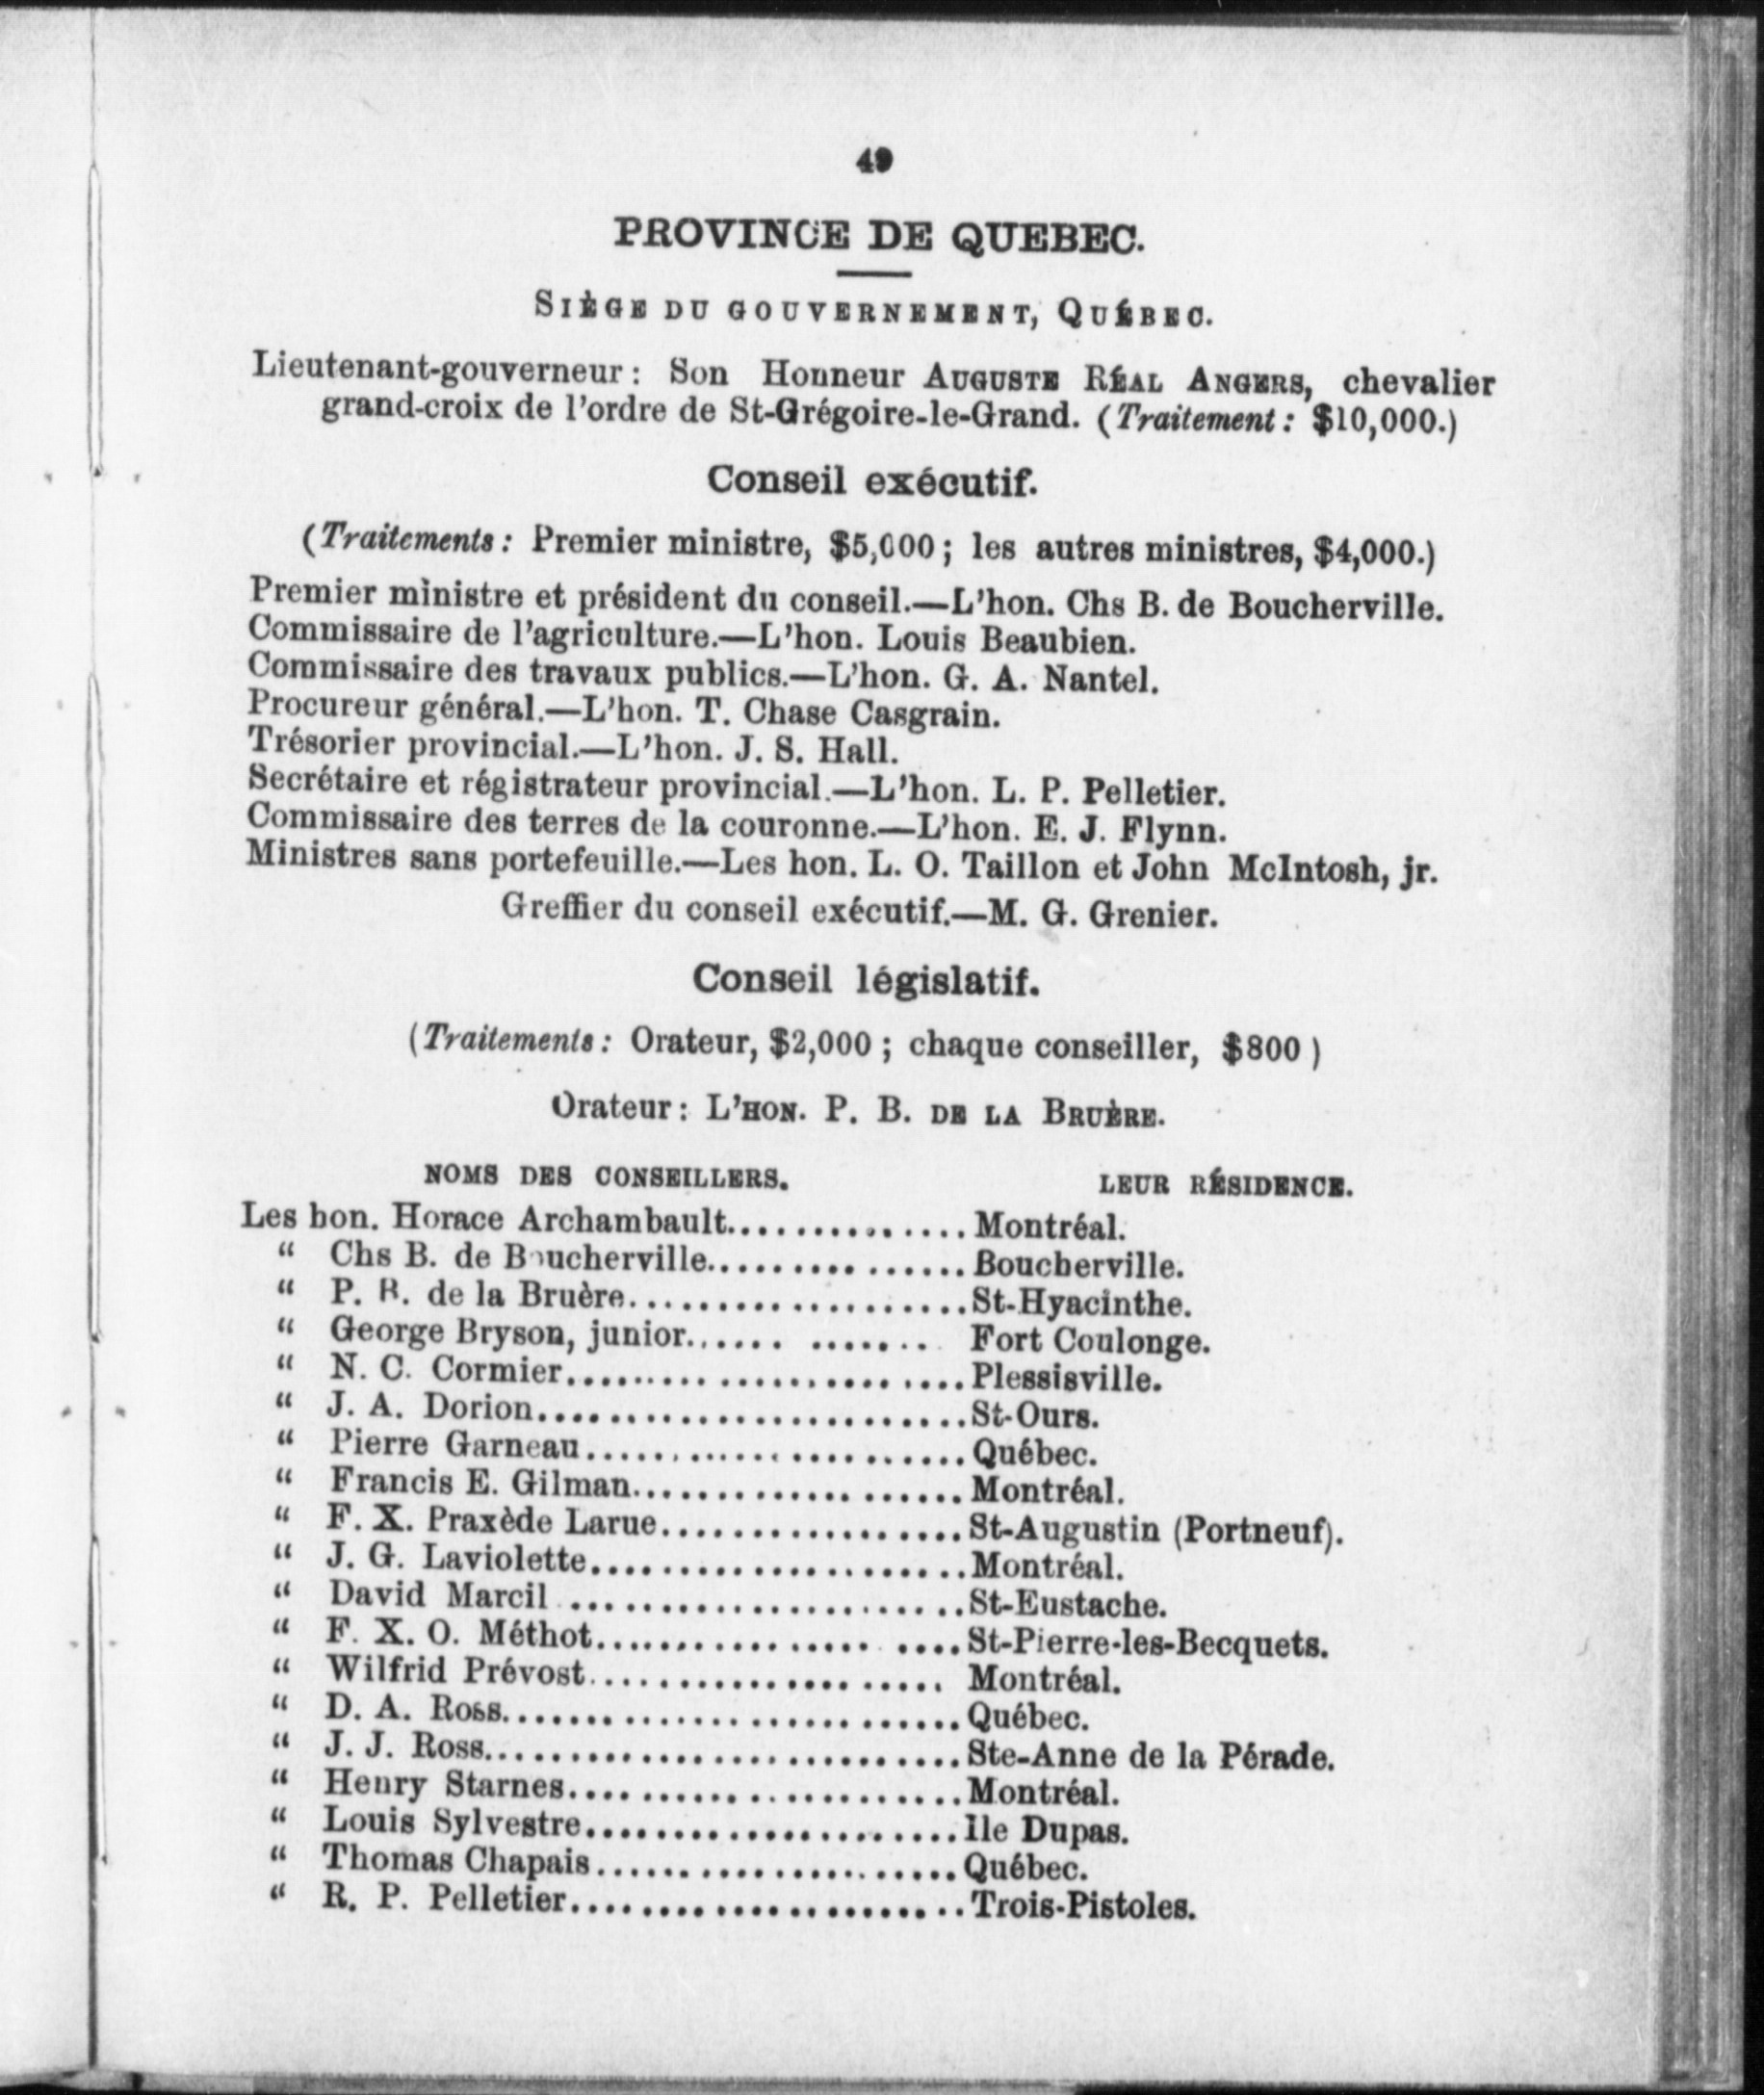 49
PROVINCE DE QUEBEC.
SIÈGE DU GOUVERNEMENT, QUÉBEC.
Lieutenant-gouverneur: Son Honneur AUGUSTE RÉAL ANGERS, chevalier
grand-croix de l'ordre de St-Grégoire-le-Grand. (Traitement: $10,000.)
Conseil exécutif.
(Traitements: Premier ministre, $5,000; les autres ministres, $4,000.)
Premier ministre et président du conseil.—L'hon. Chs B. de Boucherville.
Commissaire de l'agriculture.—L'hon. Louis Beaubien.
Commissaire des travaux publics.—L'hon. G. A. Nantel.
Procureur général.—L'hon. T. Chase Casgrain.
Trésorier provincial.—L'hon. J. S. Hall.
Secrétaire et régistrateur provincial.—L'hon. L. P. Pelletier.
Commissaire des terres de la couronne.—L'hon. E. J. Flynn.
Ministres sans portefeuille.—Les hon. L. O. Taillon et John McIntosh, jr.
Greffier du conseil exécutif.—M. G. Grenier.
Conseil législatif.
(Traitements: Orateur, $2,000; chaque conseiller, $800)
Orateur: L'HON. P. B. DE LA BRUÈRE.
NOMS DES CONSEILLERS. LEUR RÉSIDENCE.
Les hon. Horace Archambault.............. Montréal.
" Chs B. de Boucherville............... Boucherville.
" P. B. de la Bruère...................St-Hyacinthe.
" George Bryson, junior....... ....... Fort Coulonge.
" N. C. Cormier........ ..............Plessisville.
" J. A. Dorion........................St-Ours.
" Pierre Garneau...................... Québec.
" Francis E. Gilman................... Montréal.
" F. X. Praxède Larue.................St-Augustin (Portneuf).
" J. G. Laviolette.....................Montréal.
" David Marcil ......................St-Eustache.
" F. X. O. Méthot............... ....St-Pierre-les-Becquets.
" Wilfrid Prévost.................... Montréal.
" D. A. Ross..........................Québec.
" J. J. Ross...........................Ste-Anne de la Pérade.
" Henry Starnes......................Montréal.
" Louis Sylvestre.....................Ile Dupas.
" Thomas Chapais....................Québec.
" R. P. Pelletier......................Trois-Pistoles.